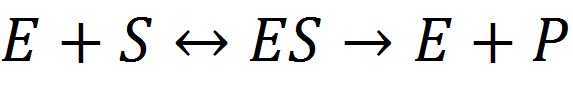 E + S ↔ ES → E + P